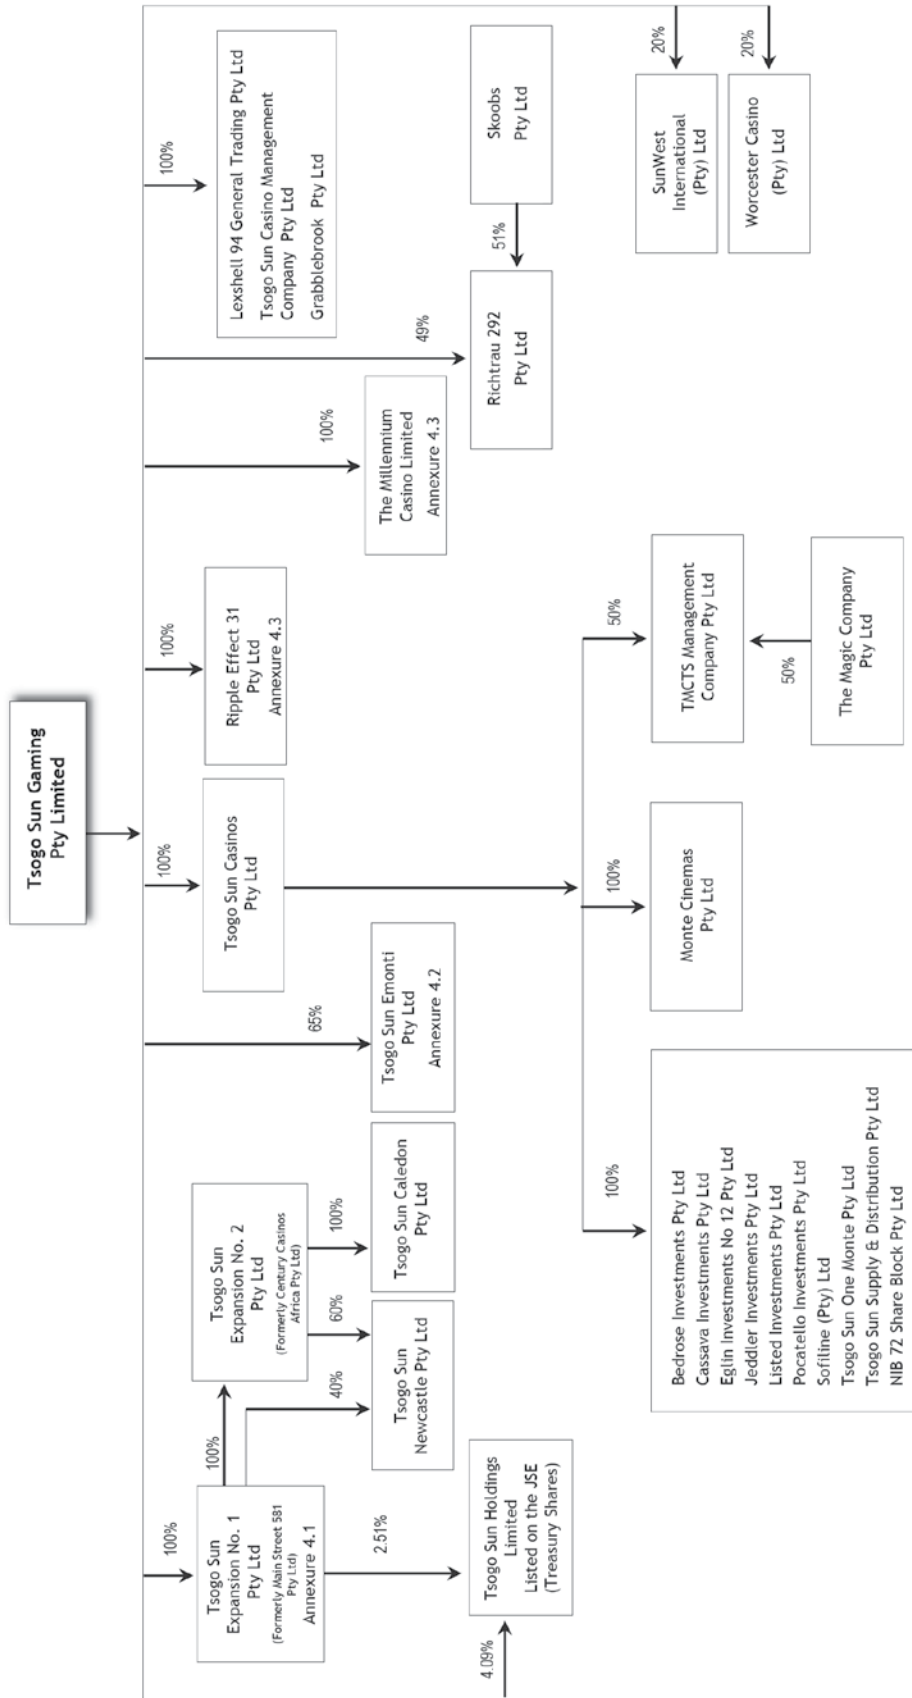 Tsogo Sun Gaming
Pty Limited
100%
Tsogo Sun
Expansion No. 1
Pty Ltd
(Formerly Main Street 581
Pty Ltd)
Annexure 4.1
100%
Tsogo Sun
Expansion No. 2
Pty Ltd
(Formerly Century Casinos
Africa Pty Ltd)
40%
60%
100%
Tsogo Sun
Newcastle Pty Ltd
Tsogo Sun Caledon
Pty Ltd
2.51%
4.09%
Tsogo Sun Holdings
Limited
Listed on the JSE
(Treasury Shares)
65%
Tsogo Sun Emonti
Pty Ltd
Annexure 4.2
100%
Tsogo Sun Casinos
Pty Ltd
100%
Bedrose Investments Pty Ltd
Cassava Investments Pty Ltd
Eglin Investments No 12 Pty Ltd
Jeddler Investments Pty Ltd
Listed Investments Pty Ltd
Pocatello Investments Pty Ltd
Sofiline (Pty) Ltd
Tsogo Sun One Monte Pty Ltd
Tsogo Sun Supply & Distribution Pty Ltd
NIB 72 Share Block Pty Ltd
100%
Monte Cinemas
Pty Ltd
50%
TMCTS Management
Company Pty Ltd
50%
The Magic Company
Pty Ltd
100%
Ripple Effect 31
Pty Ltd
Annexure 4.3
100%
The Millennium
Casino Limited
Annexure 4.3
49%
Richtrau 292
Pty Ltd
51%
Skoobs
Pty Ltd
100%
Lexshell 94 General Trading Pty Ltd
Tsogo Sun Casino Management
Company Pty Ltd
Grabblebrook Pty Ltd
20%
SunWest
International
(Pty) Ltd
20%
Worcester Casino
(Pty) Ltd